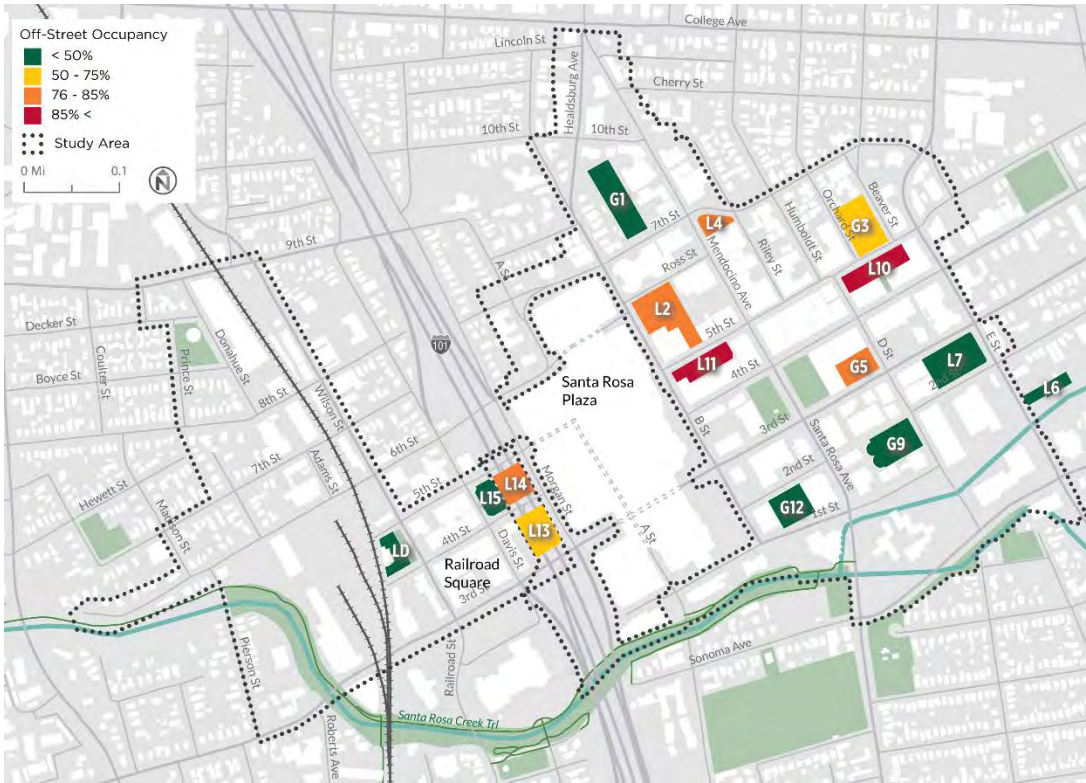 Off-Street Occupancy
< 50%
50 - 75%
76 - 85%
85% <
Study Area
0 Mi
0.1
N
College Ave
Lincoln St
Healdsburg Ave
Cherry St
10th St
10th St
G1
7th St
L4
Orchard St
Beaver St
G3
Humboldt St
Riley St
Mendocino Ave
Ross St
9th St
A St
L10
L2
5th St
L11
4th St
101
Decker St
Coulter St
Prince St
Donahue St
Boyce St
8th St
Wilson St
Santa Rosa
Plaza
D St
E St
G5
L7
2nd St
L6
3rd St
B St
6th St
7th St
Adams St
5th St
L14
Morgan St
L15
Santa Rosa Ave
G9
2nd St
G12
1st St
Hewett St
Madison St
4th St
L13
A St
Davis St
LD
Railroad
Square
3rd St
Pierson St
Railroad St
Sonoma Ave
Santa Rosa Creek Trl
Roberts Ave